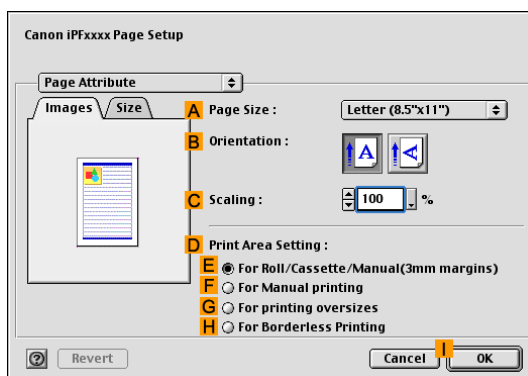 Canon iPFxxxx Page Setup
Page Attribute
Images Size
A Page Size : Letter (8.5"x11")
B Orientation : A A
C Scaling : 100 %
D Print Area Setting :
E For Roll/Cassette/Manual(3mm margins)
F For Manual printing
G For printing oversizes
H For Borderless Printing
? Revert Cancel I OK